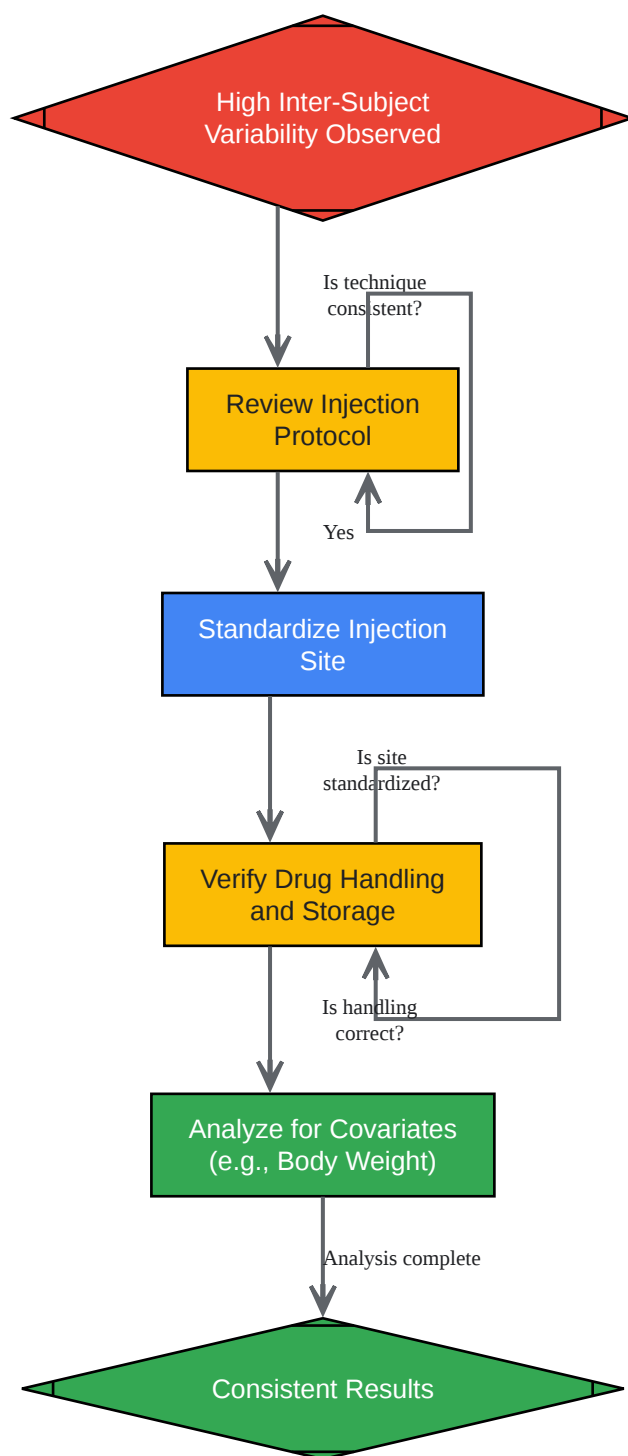 High Inter-Subject
Variability Observed
Is technique
consistent?
Review Injection
Protocol
Yes
Standardize Injection
Site
Is site
standardized?
Verify Drug Handling
and Storage
Is handling
correct?
Analyze for Covariates
(e.g., Body Weight)
Analysis complete
Consistent Results